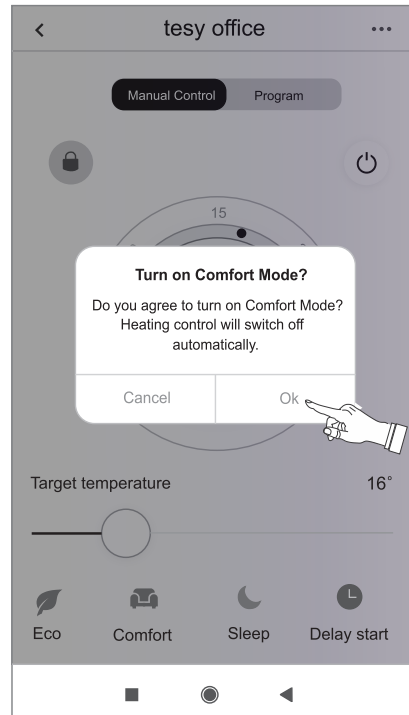 tesy office
Manual Control Program
15
Turn on Comfort Mode?
Do you agree to turn on Comfort Mode?
Heating control will switch off
automatically.
Cancel Ok
Target temperature 16°
Eco Comfort Sleep Delay start